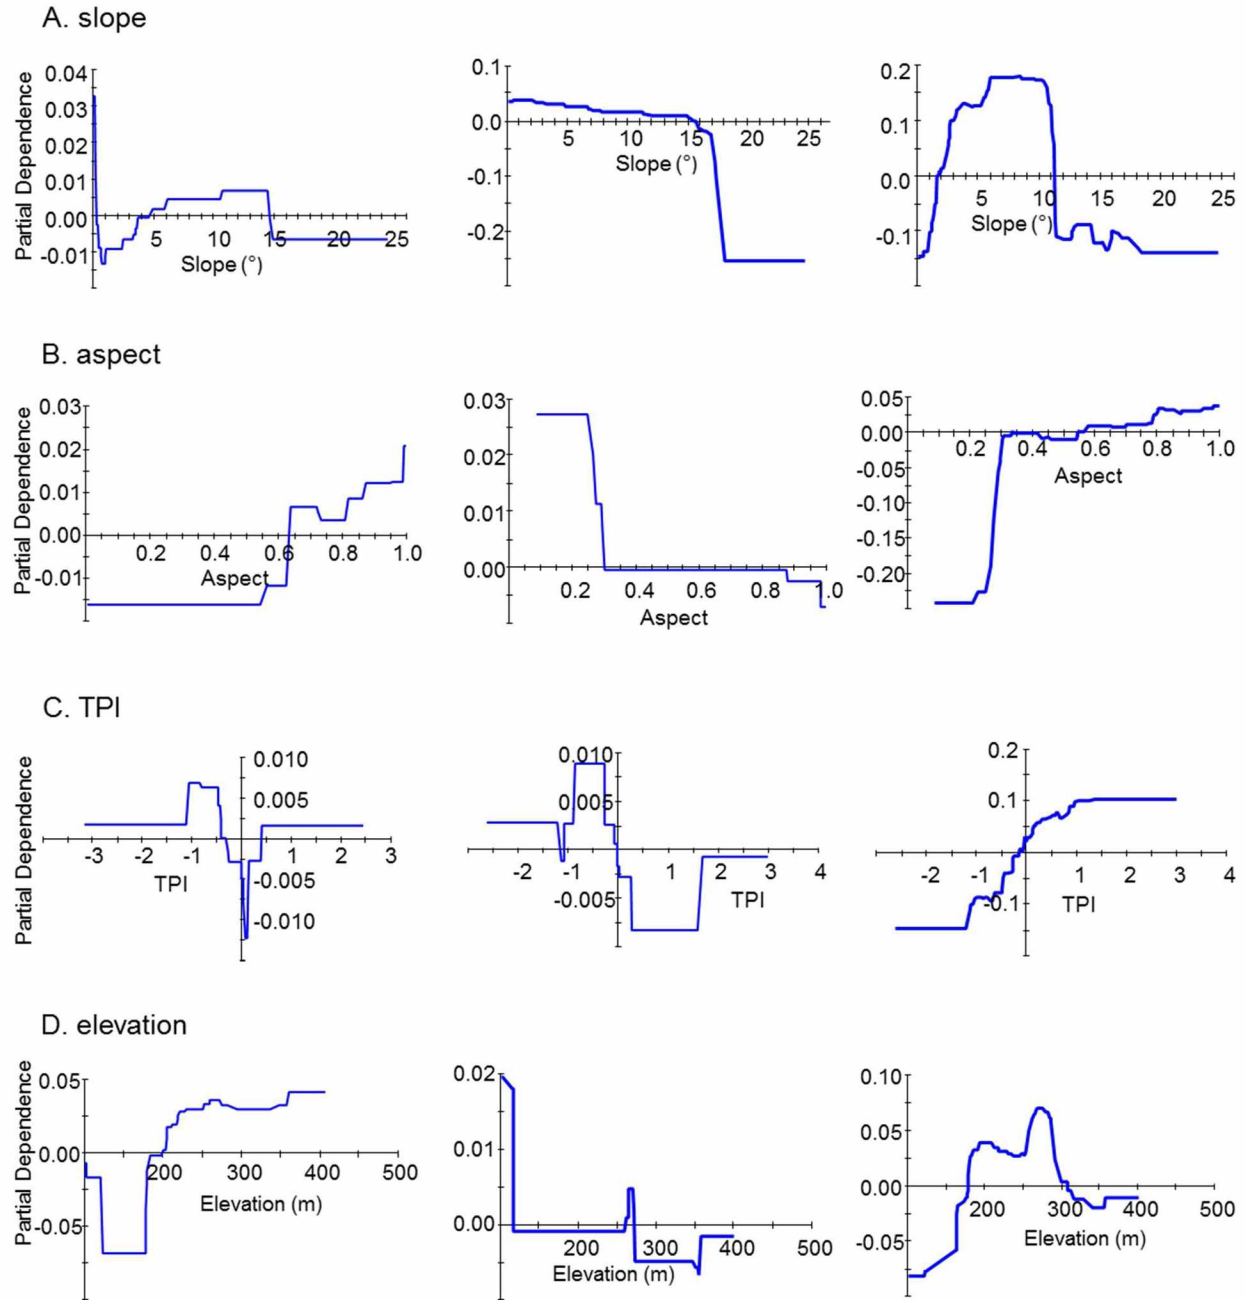 A. slope
Partial Dependence
0.04
0.03
0.02
0.01
0.00
-0.01
5 10 15 20 25
Slope (°)
0.1
0.0
-0.1
-0.2
5 10 15 20 25
Slope (°)
0.2
0.1
0.0
-0.1
5 10 15 20 25
Slope (°)
B. aspect
Partial Dependence
0.03
0.02
0.01
0.00
-0.01
0.2 0.4 0.6 0.8 1.0
Aspect
0.03
0.02
0.01
0.00
0.2 0.4 0.6 0.8 1.0
Aspect
0.05
0.00
-0.05
-0.10
-0.15
-0.20
0.2 0.4 0.6 0.8 1.0
Aspect
C. TPI
Partial Dependence
0.010
0.005
-0.005
-0.010
-3 -2 -1 1 2 3
TPI
0.010
0.005
-0.005
-2 -1 1 2 3 4
TPI
0.2
0.1
-0.1
-2 -1 1 2 3 4
TPI
D. elevation
Partial Dependence
0.05
0.00
-0.05
200 300 400 500
Elevation (m)
0.02
0.01
0.00
200 300 400 500
Elevation (m)
0.10
0.05
0.00
-0.05
200 300 400 500
Elevation (m)